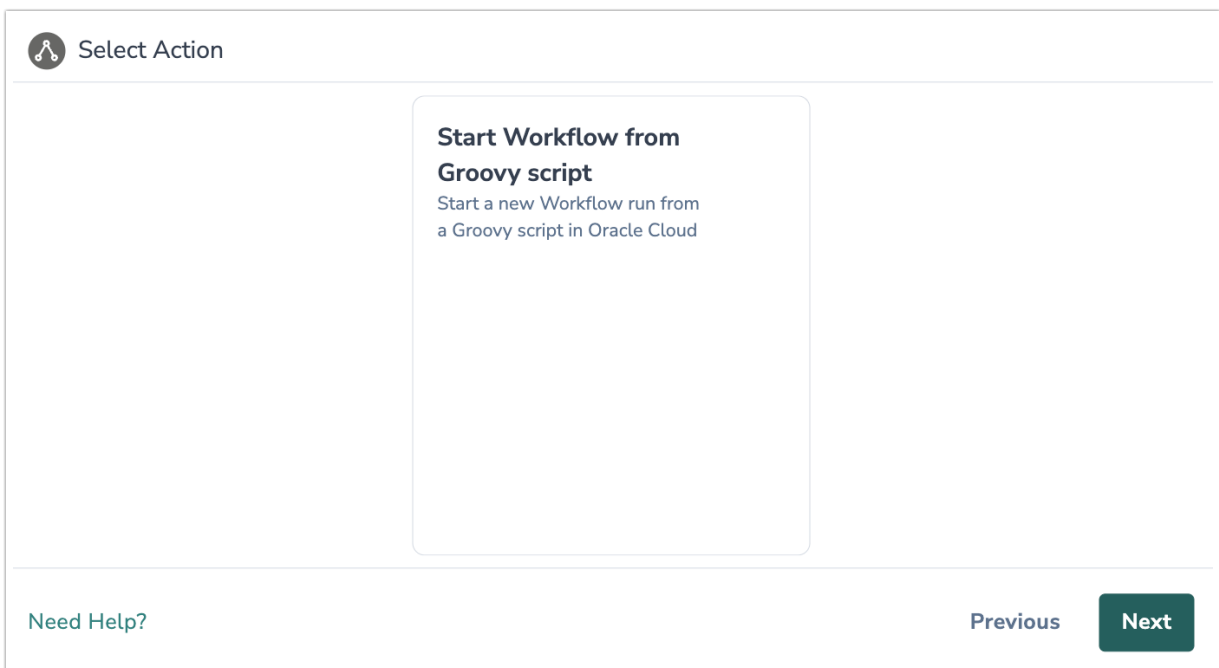 Select Action
Start Workflow from
Groovy script
Start a new Workflow run from
a Groovy script in Oracle Cloud
Need Help?
Previous
Next